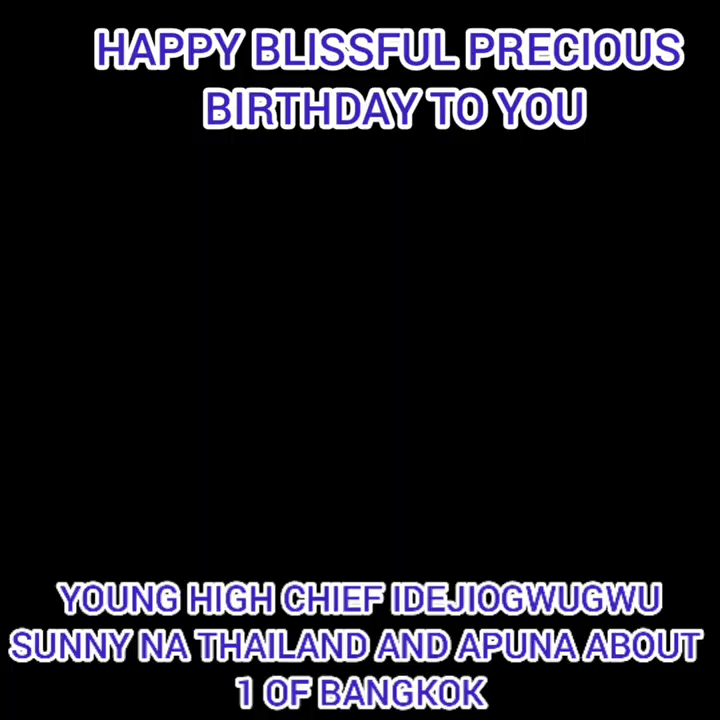 HAPPY BLISSFUL PRECIOUS
BIRTHDAY TO YOU
YOUNG HIGH CHIEF IDEJIOGWUGWU
SUNNY NA THAILAND AND APUNA ABOUT
1 OF BANGKOK